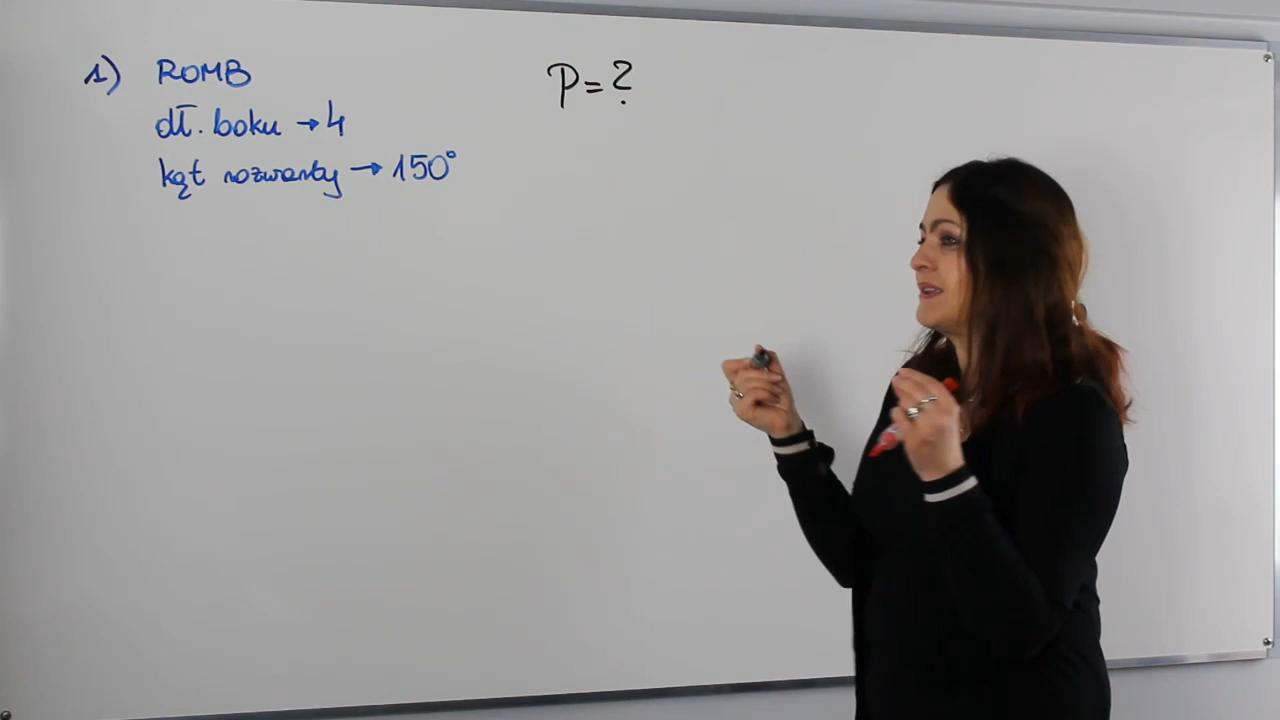 1) ROMB
dł. boku → 4
kąt rozwarty → 150°
P = ?